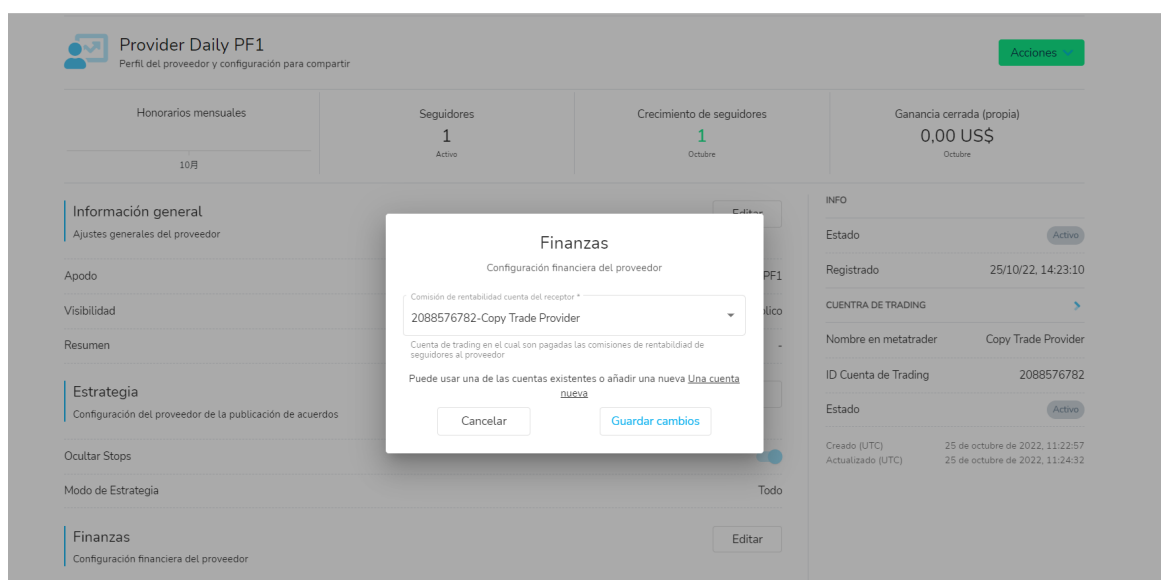 Provider Daily PF1
Perfil del proveedor y configuración para compartir
Acciones
Honorarios mensuales
10月
Seguidores
1
Activo
Crecimiento de seguidores
1
Octubre
Ganancia cerrada (propia)
0,00 US$
Octubre
Información general
Ajustes generales del proveedor
Editar
Apodo
PF1
Visibilidad
Resumen
-
Estrategia
Configuración del proveedor de la publicación de acuerdos
Ocultar Stops
Modo de Estrategia
Todo
Finanzas
Configuración financiera del proveedor
Editar
Finanzas
Configuración financiera del proveedor
Comisión de rentabilidad cuenta del receptor *
2088576782-Copy Trade Provider
Cuenta de trading en el cual son pagadas las comisiones de rentabildiad de
seguidores al proveedor
Puede usar una de las cuentas existentes o añadir una nueva Una cuenta
nueva
Cancelar
Guardar cambios
INFO
Estado
Activo
Registrado
25/10/22, 14:23:10
CUENTRA DE TRADING
Nombre en metatrader
Copy Trade Provider
ID Cuenta de Trading
2088576782
Estado
Activo
Creado (UTC)
25 de octubre de 2022, 11:22:57
Actualizado (UTC)
25 de octubre de 2022, 11:24:32